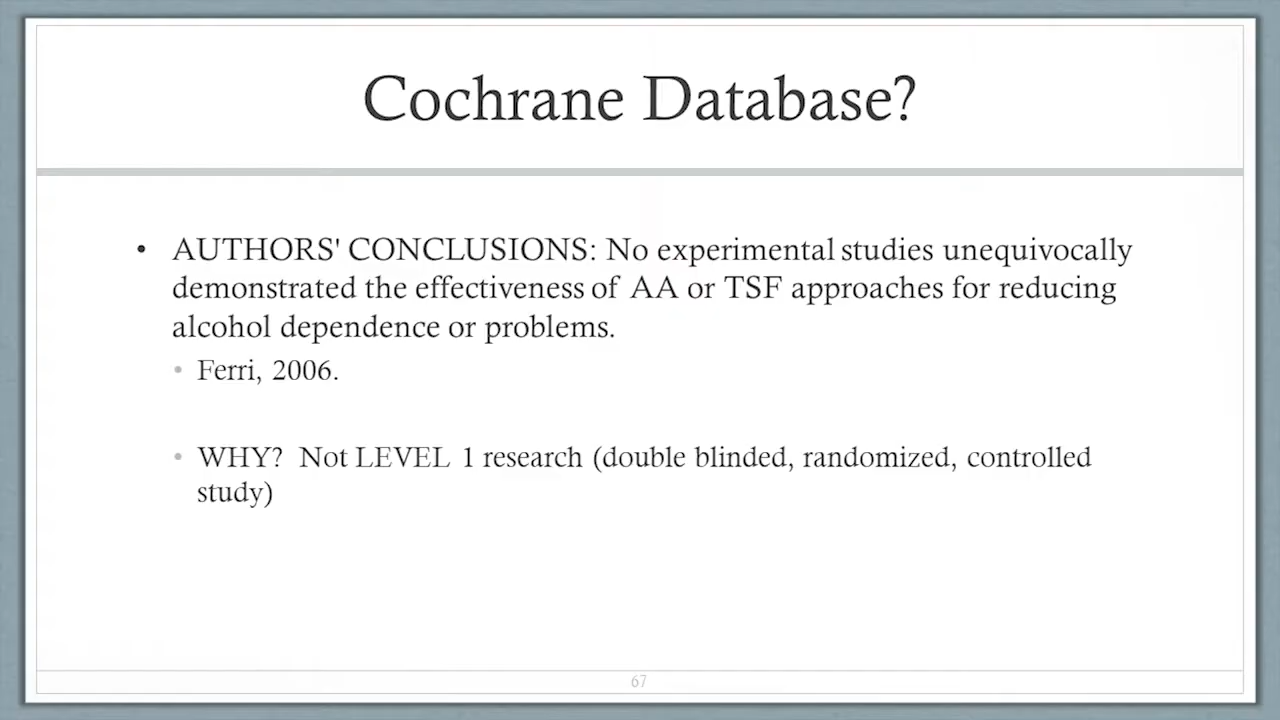 Cochrane Database?
• AUTHORS' CONCLUSIONS: No experimental studies unequivocally
demonstrated the effectiveness of AA or TSF approaches for reducing
alcohol dependence or problems.
• Ferri, 2006.
• WHY? Not LEVEL 1 research (double blinded, randomized, controlled
study)
67